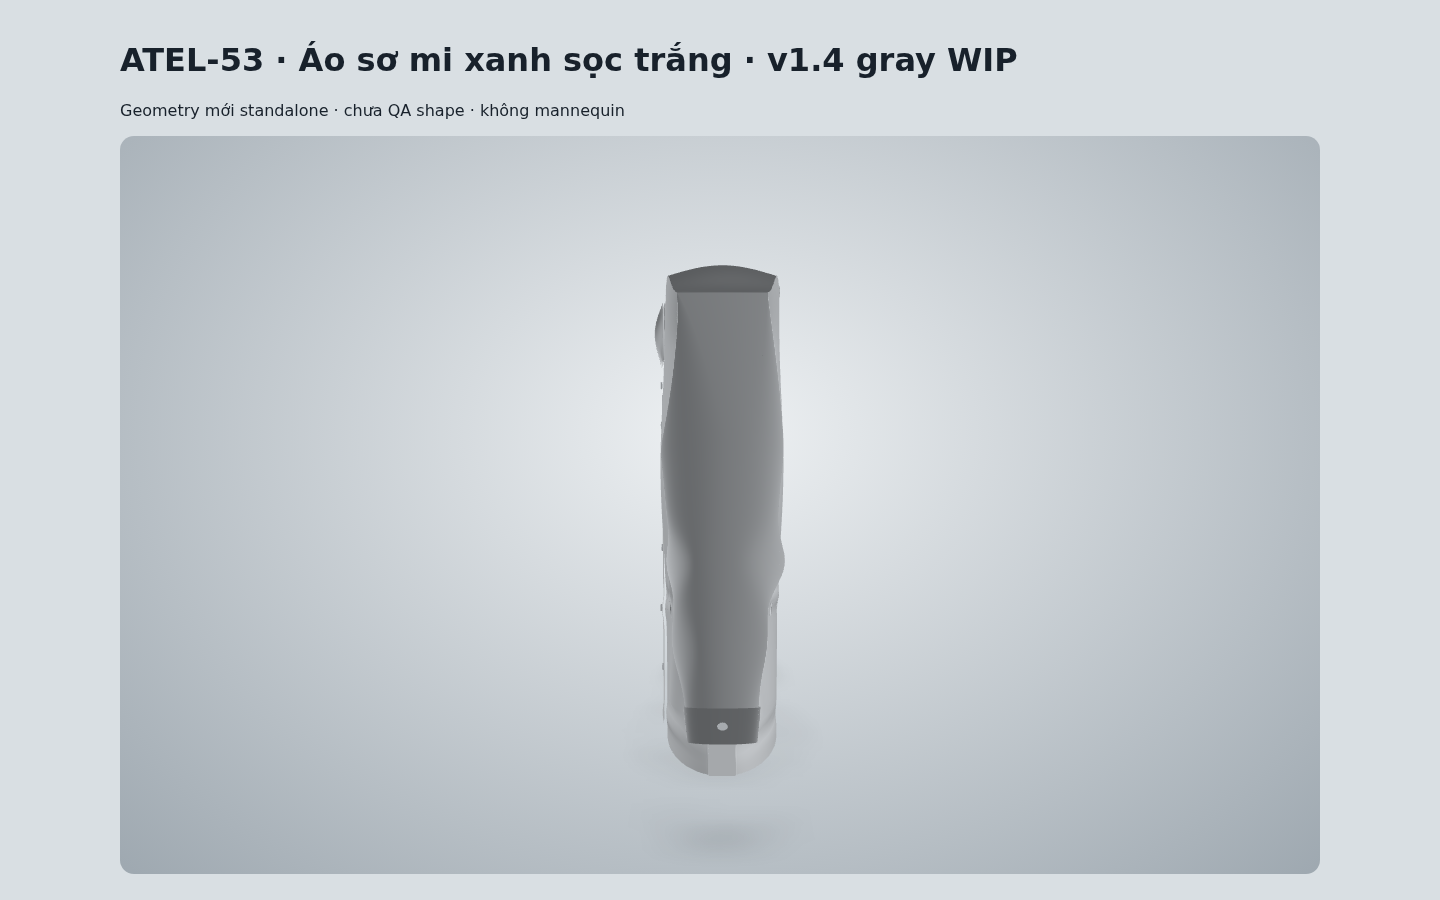 ATEL-53 · Áo sơ mi xanh sọc trắng · v1.4 gray WIP
Geometry mới standalone · chưa QA shape · không mannequin